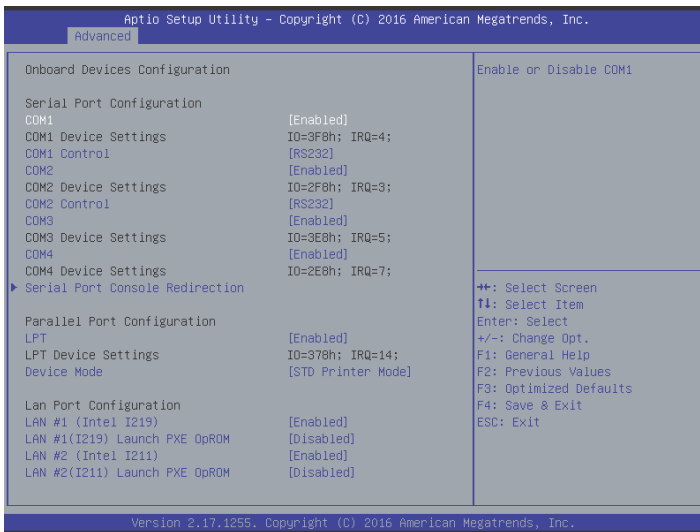 Aptio Setup Utility – Copyright (C) 2016 American Megatrends, Inc.
Advanced
Onboard Devices Configuration
Serial Port Configuration
COM1 [Enabled]
COM1 Device Settings IO=3F8h; IRQ=4;
COM1 Control [RS232]
COM2 [Enabled]
COM2 Device Settings IO=2F8h; IRQ=3;
COM2 Control [RS232]
COM3 [Enabled]
COM3 Device Settings IO=3E8h; IRQ=5;
COM4 [Enabled]
COM4 Device Settings IO=2E8h; IRQ=7;
Serial Port Console Redirection
Parallel Port Configuration
LPT [Enabled]
LPT Device Settings IO=378h; IRQ=14;
Device Mode [STD Printer Mode]
Lan Port Configuration
LAN #1 (Intel I219) [Enabled]
LAN #1(I219) Launch PXE OpROM [Disabled]
LAN #2 (Intel I211) [Enabled]
LAN #2(I211) Launch PXE OpROM [Disabled]
Enable or Disable COM1
→←: Select Screen
↑↓: Select Item
Enter: Select
+/-: Change Opt.
F1: General Help
F2: Previous Values
F3: Optimized Defaults
F4: Save & Exit
ESC: Exit
Version 2.17.1255. Copyright (C) 2016 American Megatrends, Inc.